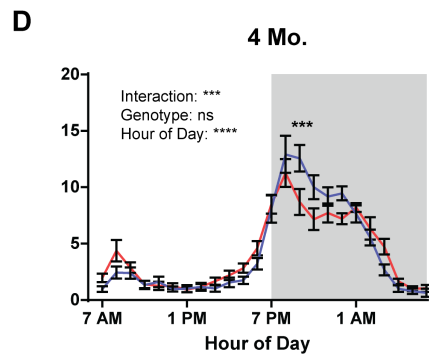 D
4 Mo.
20
15
10
5
0
Interaction: ***
Genotype: ns
Hour of Day: ****
***
7 AM 1 PM 7 PM 1 AM
Hour of Day